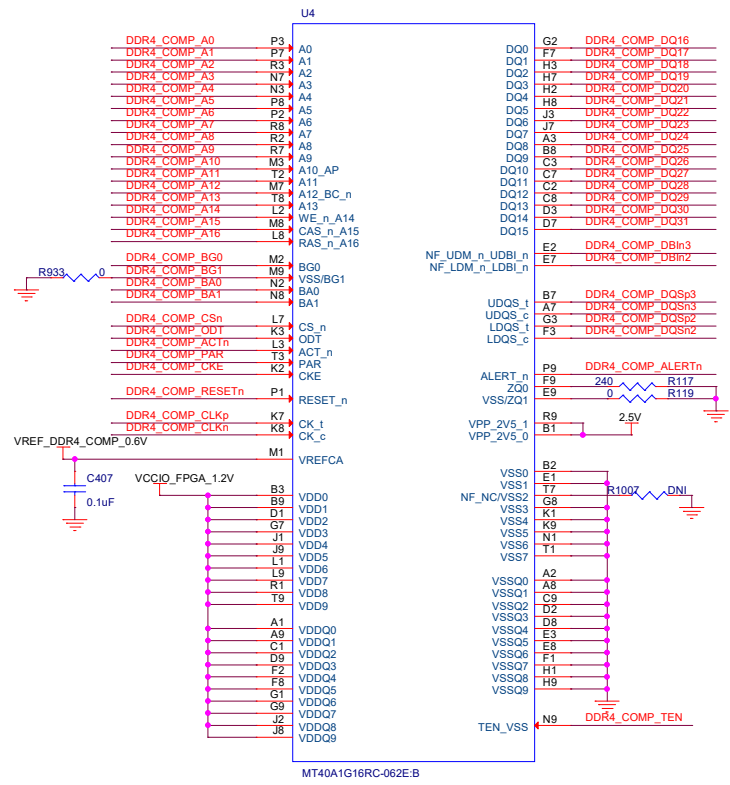 U4
DDR4_COMP_A0 P3 A0 DQ0 G2 DDR4_COMP_DQ16
DDR4_COMP_A1 P7 A1 DQ1 F7 DDR4_COMP_DQ17
DDR4_COMP_A2 R3 A2 DQ2 H3 DDR4_COMP_DQ18
DDR4_COMP_A3 N7 A3 DQ3 H7 DDR4_COMP_DQ19
DDR4_COMP_A4 N3 A4 DQ4 H2 DDR4_COMP_DQ20
DDR4_COMP_A5 P8 A5 DQ5 H8 DDR4_COMP_DQ21
DDR4_COMP_A6 P2 A6 DQ6 J3 DDR4_COMP_DQ22
DDR4_COMP_A7 R8 A7 DQ7 J7 DDR4_COMP_DQ23
DDR4_COMP_A8 R2 A8 DQ8 A3 DDR4_COMP_DQ24
DDR4_COMP_A9 R7 A9 DQ9 B8 DDR4_COMP_DQ25
DDR4_COMP_A10 M3 A10_AP DQ10 C3 DDR4_COMP_DQ26
DDR4_COMP_A11 T2 A11 DQ11 C7 DDR4_COMP_DQ27
DDR4_COMP_A12 M7 A12_BC_n DQ12 C2 DDR4_COMP_DQ28
DDR4_COMP_A13 T8 A13 DQ13 C8 DDR4_COMP_DQ29
DDR4_COMP_A14 L2 WE_n_A14 DQ14 D3 DDR4_COMP_DQ30
DDR4_COMP_A15 M8 CAS_n_A15 DQ15 D7 DDR4_COMP_DQ31
DDR4_COMP_A16 L8 RAS_n_A16
NF_UDM_n_UDBI_n E2 DDR4_COMP_DBIn3
DDR4_COMP_BG0 M2 BG0 NF_LDM_n_LDBI_n E7 DDR4_COMP_DBIn2
R933 0 DDR4_COMP_BG1 M9 VSS/BG1
DDR4_COMP_BA0 N2 BA0
DDR4_COMP_BA1 N8 BA1 UDQS_t B7 DDR4_COMP_DQSp3
UDQS_c A7 DDR4_COMP_DQSn3
DDR4_COMP_CSn L7 CS_n LDQS_t G3 DDR4_COMP_DQSp2
DDR4_COMP_ODT K3 ODT LDQS_c F3 DDR4_COMP_DQSn2
DDR4_COMP_ACTn L3 ACT_n
DDR4_COMP_PAR T3 PAR
DDR4_COMP_CKE K2 CKE ALERT_n P9 DDR4_COMP_ALERTn
ZQ0 F9 240 R117
DDR4_COMP_RESETn P1 RESET_n VSS/ZQ1 E9 0 R119
DDR4_COMP_CLKp K7 CK_t VPP_2V5_1 R9 2.5V
DDR4_COMP_CLKn K8 CK_c VPP_2V5_0 B1
VREF_DDR4_COMP_0.6V
M1 VREFCA
C407
0.1uF
VCCIO_FPGA_1.2V
VSS0 B2
VSS1 E1
B3 VDD0 NF_NC/VSS2 T7 R1007 DNI
B9 VDD1 VSS3 G8
D1 VDD2 VSS4 K1
G7 VDD3 VSS5 K9
J1 VDD4 VSS6 N1
J9 VDD5 VSS7 T1
L1 VDD6
L9 VDD7 VSSQ0 A2
R1 VDD8 VSSQ1 A8
T9 VDD9 VSSQ2 C9
VSSQ3 D2
A1 VDDQ0 VSSQ4 D8
A9 VDDQ1 VSSQ5 E3
C1 VDDQ2 VSSQ6 E8
D9 VDDQ3 VSSQ7 F1
F2 VDDQ4 VSSQ8 H1
F8 VDDQ5 VSSQ9 H9
G1 VDDQ6
G9 VDDQ7
J2 VDDQ8 TEN_VSS N9 DDR4_COMP_TEN
J8 VDDQ9
MT40A1G16RC-062E:B